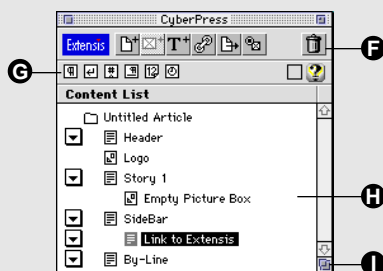 CyberPress
Extensis T
F
G
Content List
Untitled Article
Header
Logo
Story 1
Empty Picture Box
H
SideBar
Link to Extensis
By-Line
I